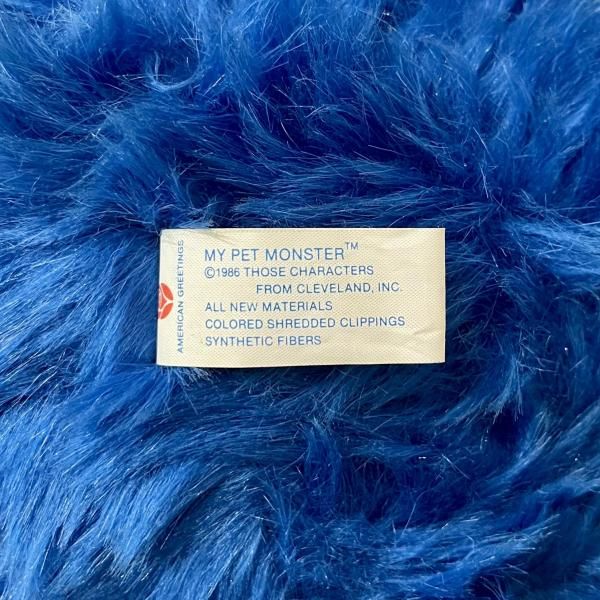 MY PET MONSTER™
©1986 THOSE CHARACTERS
FROM CLEVELAND, INC.
ALL NEW MATERIALS
COLORED SHREDDED CLIPPINGS
SYNTHETIC FIBERS
AMERICAN GREETINGS